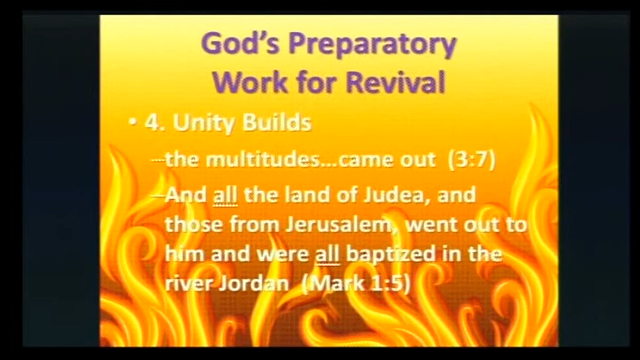 God's Preparatory
Work for Revival
• 4. Unity Builds
–the multitudes...came out (3:7)
–And all the land of Judea, and
those from Jerusalem, went out to
him and were all baptized in the
river Jordan (Mark 1:5)